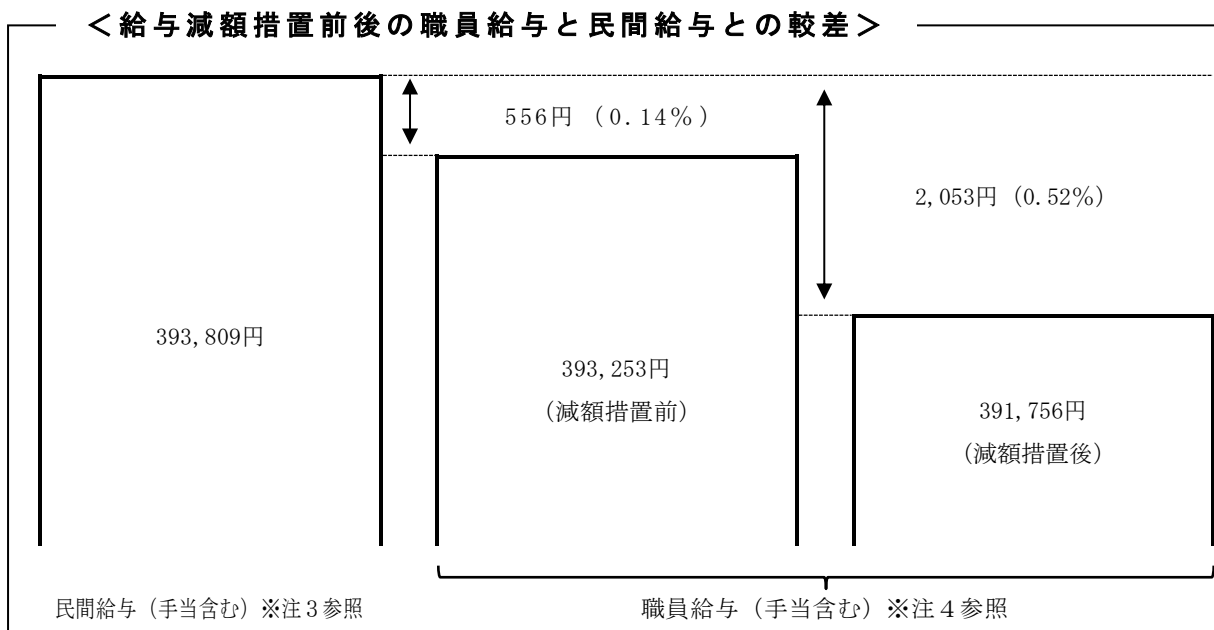 ＜給与減額措置前後の職員給与と民間給与との較差＞
556円（0.14％）
2,053円（0.52％）
393,809円
393,253円
（減額措置前）
391,756円
（減額措置後）
民間給与（手当含む）※注３参照
職員給与（手当含む）※注４参照